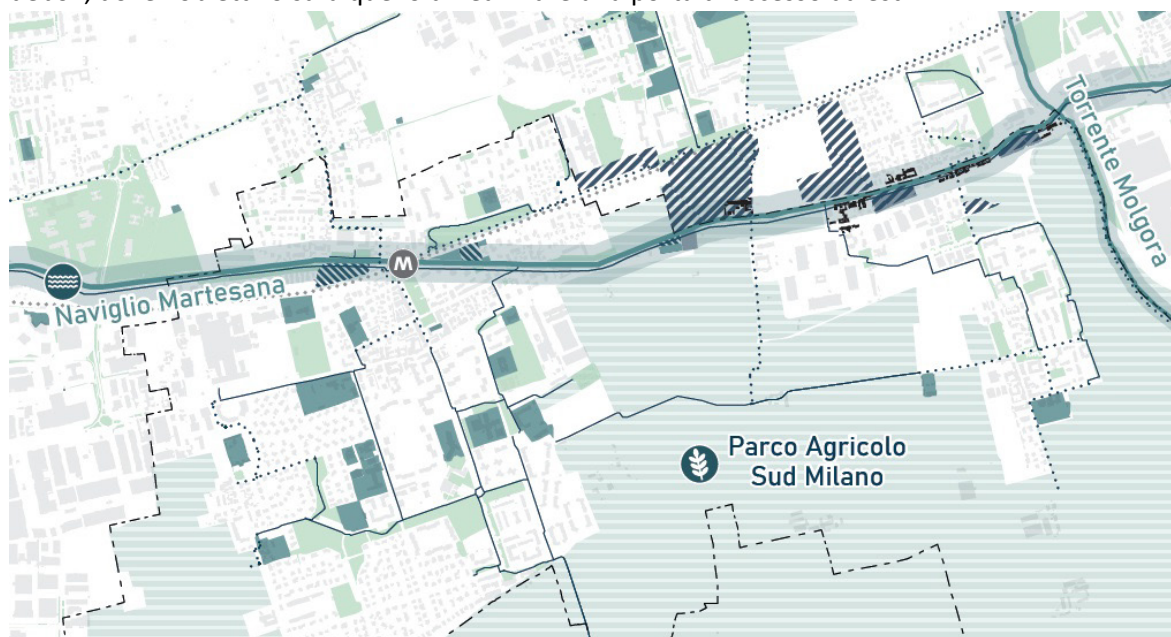 M
Naviglio Martesana
Torrente Molgora
Parco Agricolo
Sud Milano